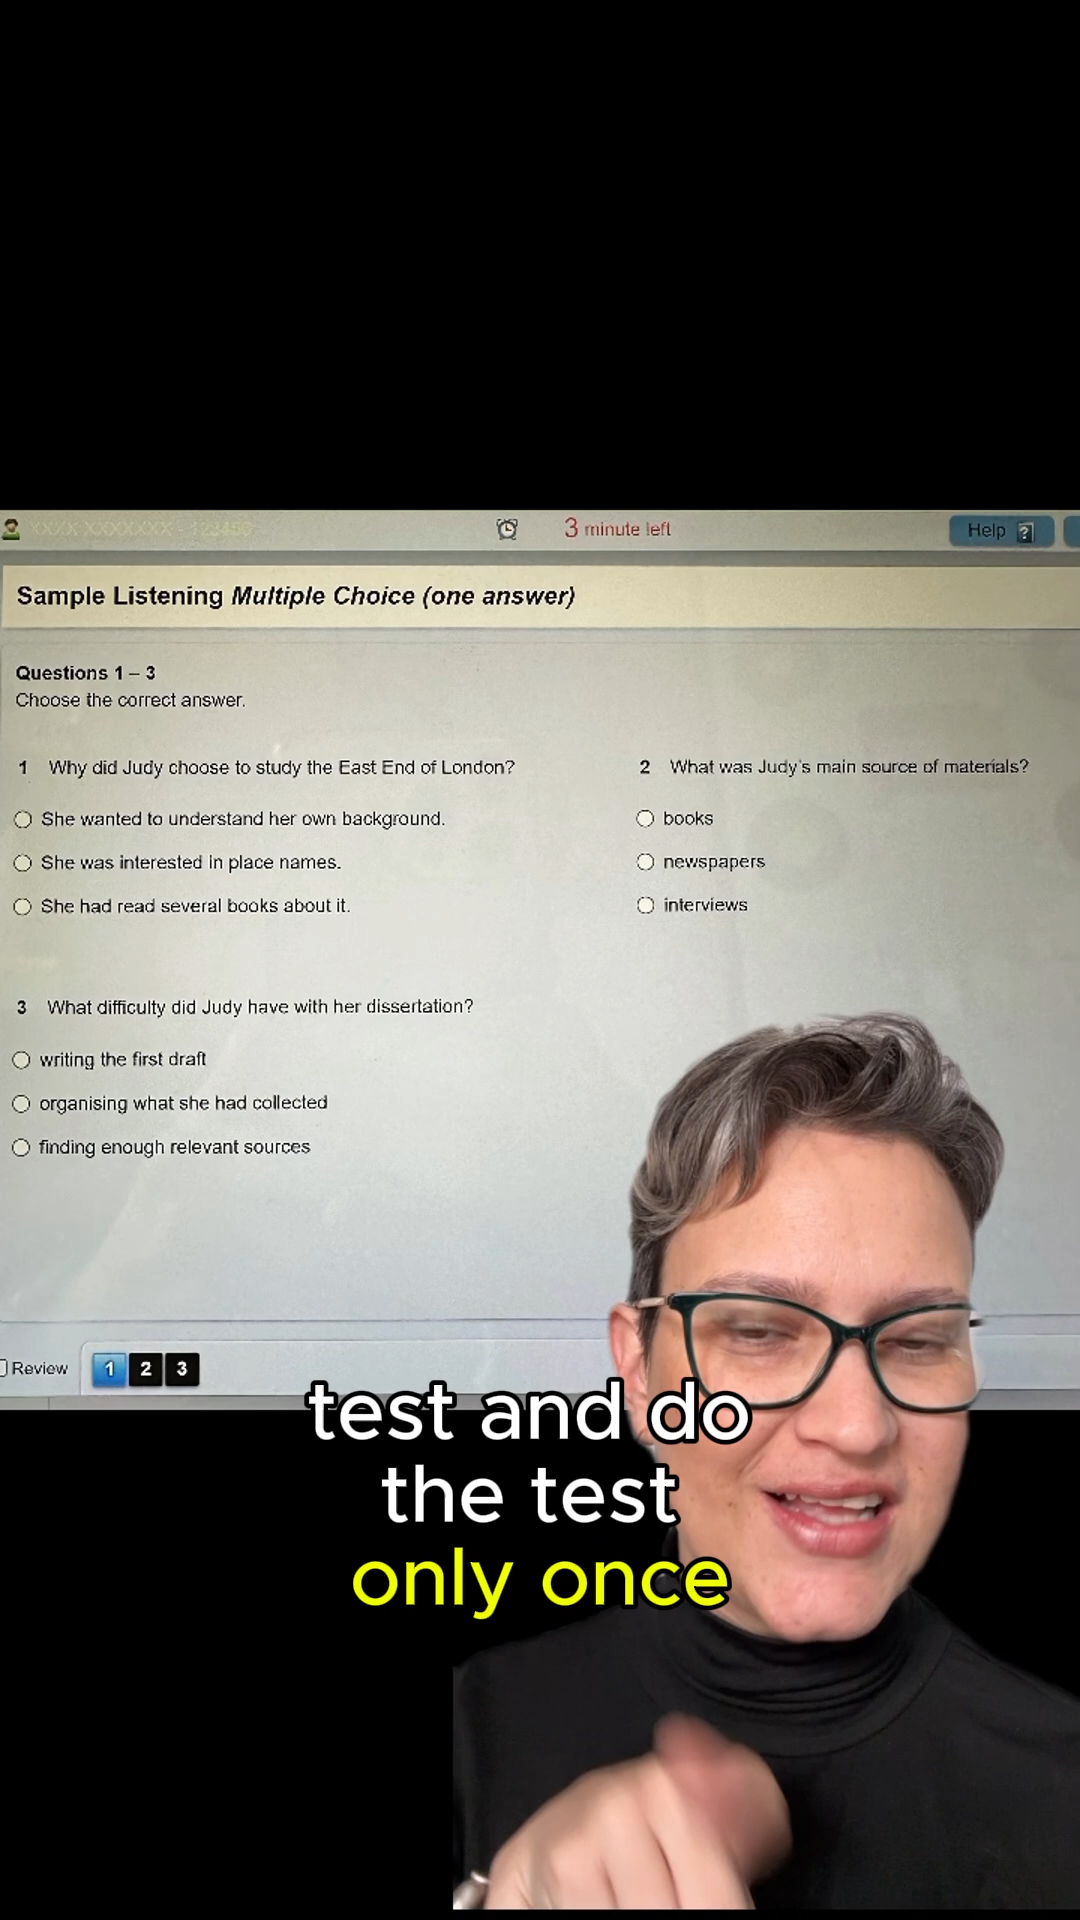 XXXX XXXXXXX - 123456
3 minute left
Help ?
Sample Listening Multiple Choice (one answer)
Questions 1 – 3
Choose the correct answer.
1 Why did Judy choose to study the East End of London?
She wanted to understand her own background.
She was interested in place names.
She had read several books about it.
2 What was Judy's main source of materials?
books
newspapers
interviews
3 What difficulty did Judy have with her dissertation?
writing the first draft
organising what she had collected
finding enough relevant sources
Review 1 2 3
test and do
the test
only once